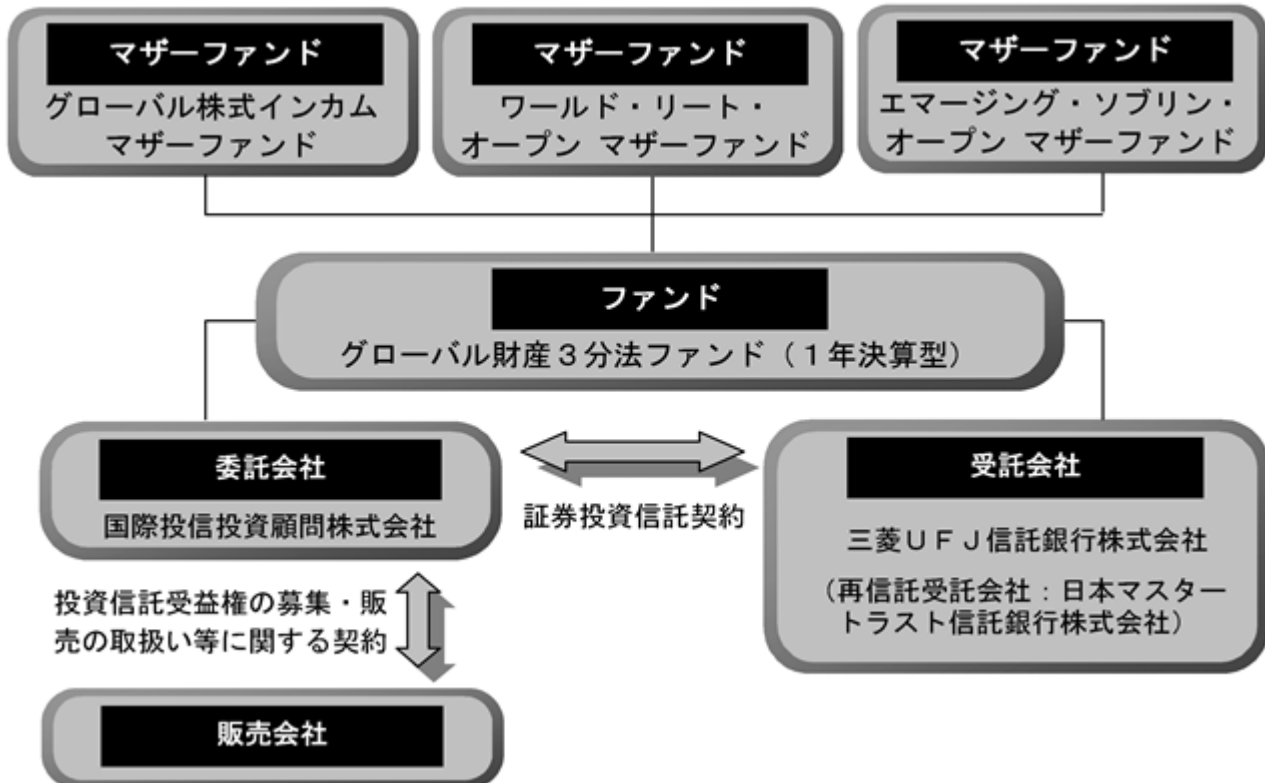 マザーファンド
グローバル株式インカム
マザーファンド
マザーファンド
ワールド・リート・
オープン マザーファンド
マザーファンド
エマージング・ソブリン・
オープン マザーファンド
ファンド
グローバル財産３分法ファンド（１年決算型）
委託会社
国際投信投資顧問株式会社
証券投資信託契約
受託会社
三菱ＵＦＪ信託銀行株式会社
（再信託受託会社：日本マスター
トラスト信託銀行株式会社）
投資信託受益権の募集・販
売の取扱い等に関する契約
販売会社